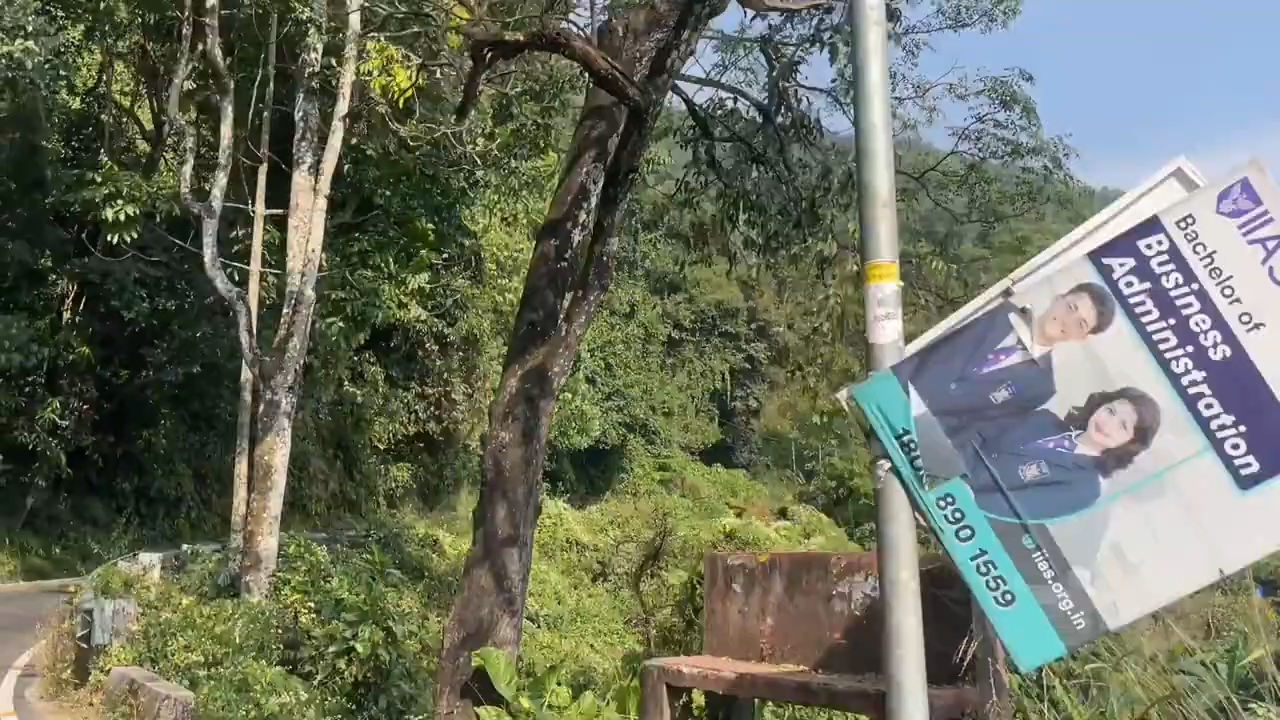 IIAS
Bachelor of
Business
Administration
iias.org.in
890 1559